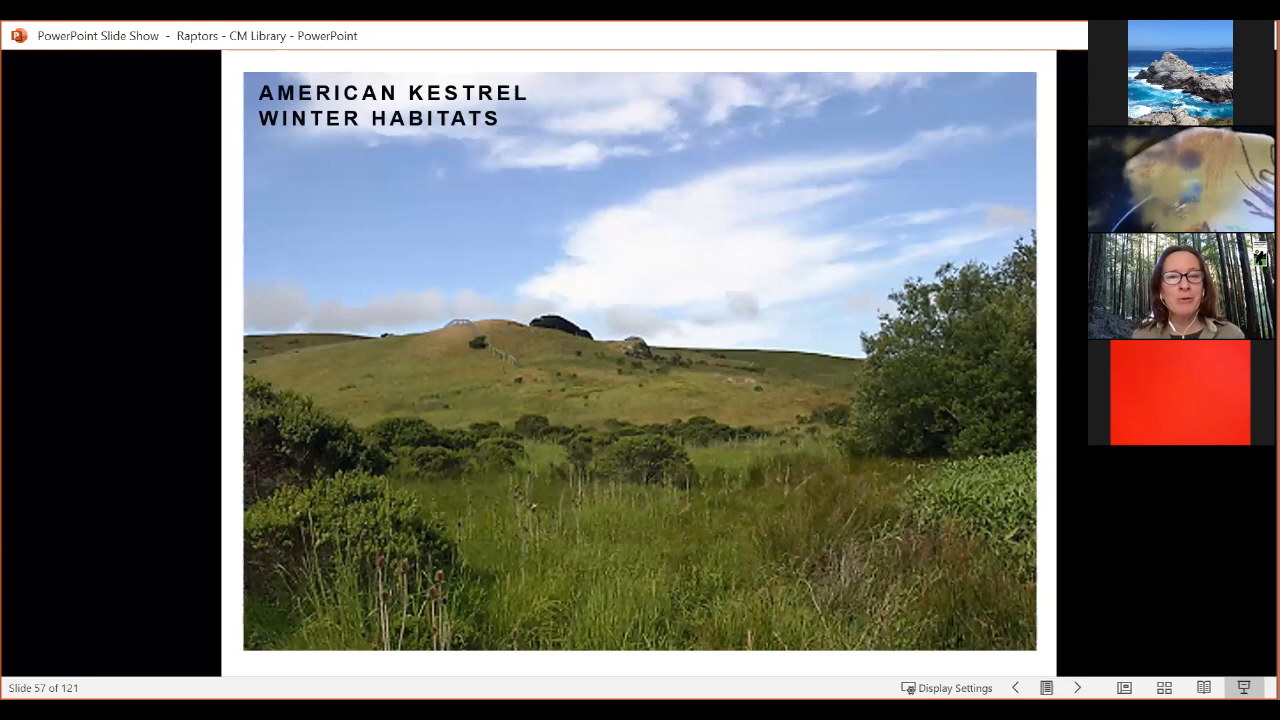 PowerPoint Slide Show - Raptors - CM Library - PowerPoint
AMERICAN KESTREL
WINTER HABITATS
Slide 57 of 121
Display Settings